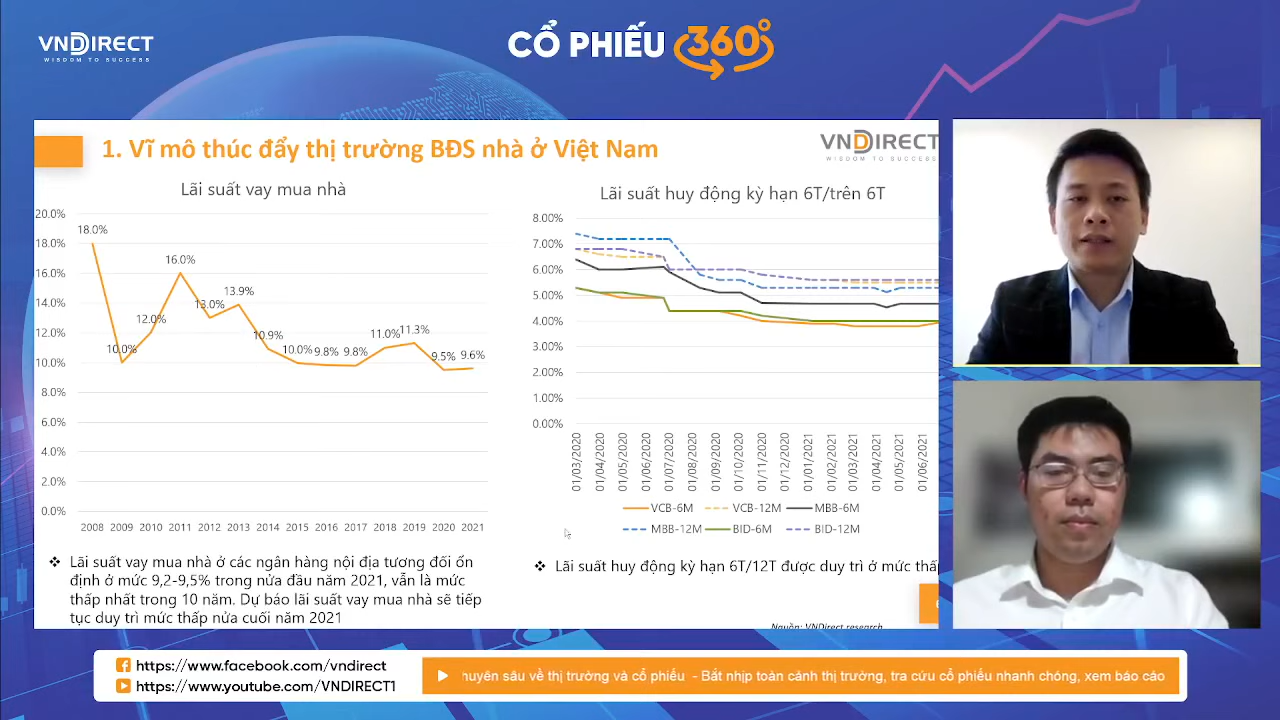 VNDIRECT
WISDOM TO SUCCESS
CỔ PHIẾU 360°
1. Vĩ mô thúc đẩy thị trường BĐS nhà ở Việt Nam
VNDIRECT
WISDOM TO SUCCESS
Lãi suất vay mua nhà
20.0%
18.0%
16.0%
14.0%
12.0%
10.0%
8.0%
6.0%
4.0%
2.0%
0.0%
18.0%
10.0%
12.0%
16.0%
13.0%
13.9%
10.9%
10.0%
9.8%
9.8%
11.0%
11.3%
9.5%
9.6%
2008 2009 2010 2011 2012 2013 2014 2015 2016 2017 2018 2019 2020 2021
Lãi suất huy động kỳ hạn 6T/trên 6T
8.00%
7.00%
6.00%
5.00%
4.00%
3.00%
2.00%
1.00%
0.00%
01/03/2020
01/04/2020
01/05/2020
01/06/2020
01/07/2020
01/08/2020
01/09/2020
01/10/2020
01/11/2020
01/12/2020
01/01/2021
01/02/2021
01/03/2021
01/04/2021
01/05/2021
01/06/2021
VCB-6M VCB-12M MBB-6M
MBB-12M BID-6M BID-12M
❖ Lãi suất vay mua nhà ở các ngân hàng nội địa tương đối ổn
định ở mức 9,2-9,5% trong nửa đầu năm 2021, vẫn là mức
thấp nhất trong 10 năm. Dự báo lãi suất vay mua nhà sẽ tiếp
tục duy trì mức thấp nửa cuối năm 2021
❖ Lãi suất huy động kỳ hạn 6T/12T được duy trì ở mức thấp
Nguồn: VNDirect research
https://www.facebook.com/vndirect
https://www.youtube.com/VNDIRECT1
huyên sâu về thị trường và cổ phiếu - Bắt nhịp toàn cảnh thị trường, tra cứu cổ phiếu nhanh chóng, xem báo cáo